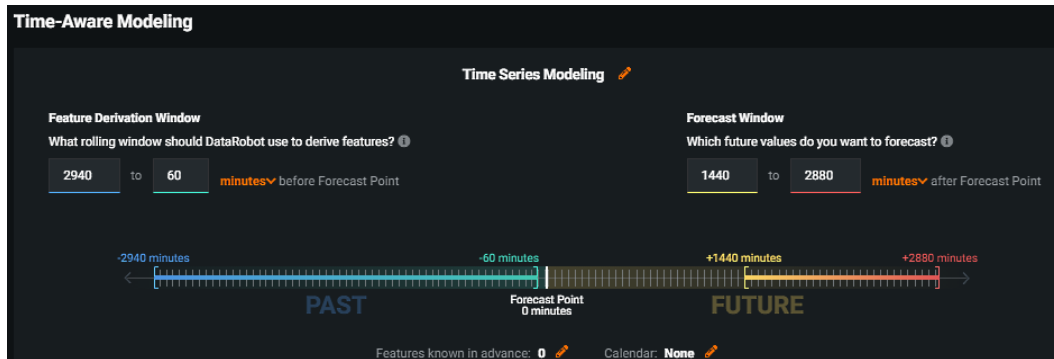 Time-Aware Modeling
Time Series Modeling
Feature Derivation Window
What rolling window should DataRobot use to derive features?
2940 to 60 minutes before Forecast Point
Forecast Window
Which future values do you want to forecast?
1440 to 2880 minutes after Forecast Point
-2940 minutes -60 minutes +1440 minutes +2880 minutes
PAST Forecast Point FUTURE
0 minutes
Features known in advance: 0 Calendar: None